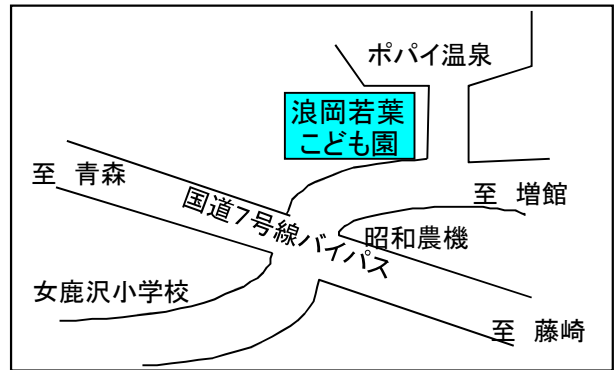 ポパイ温泉
浪岡若葉
こども園
至 青森
至 増館
国道7号線バイパス
昭和農機
女鹿沢小学校
至 藤崎